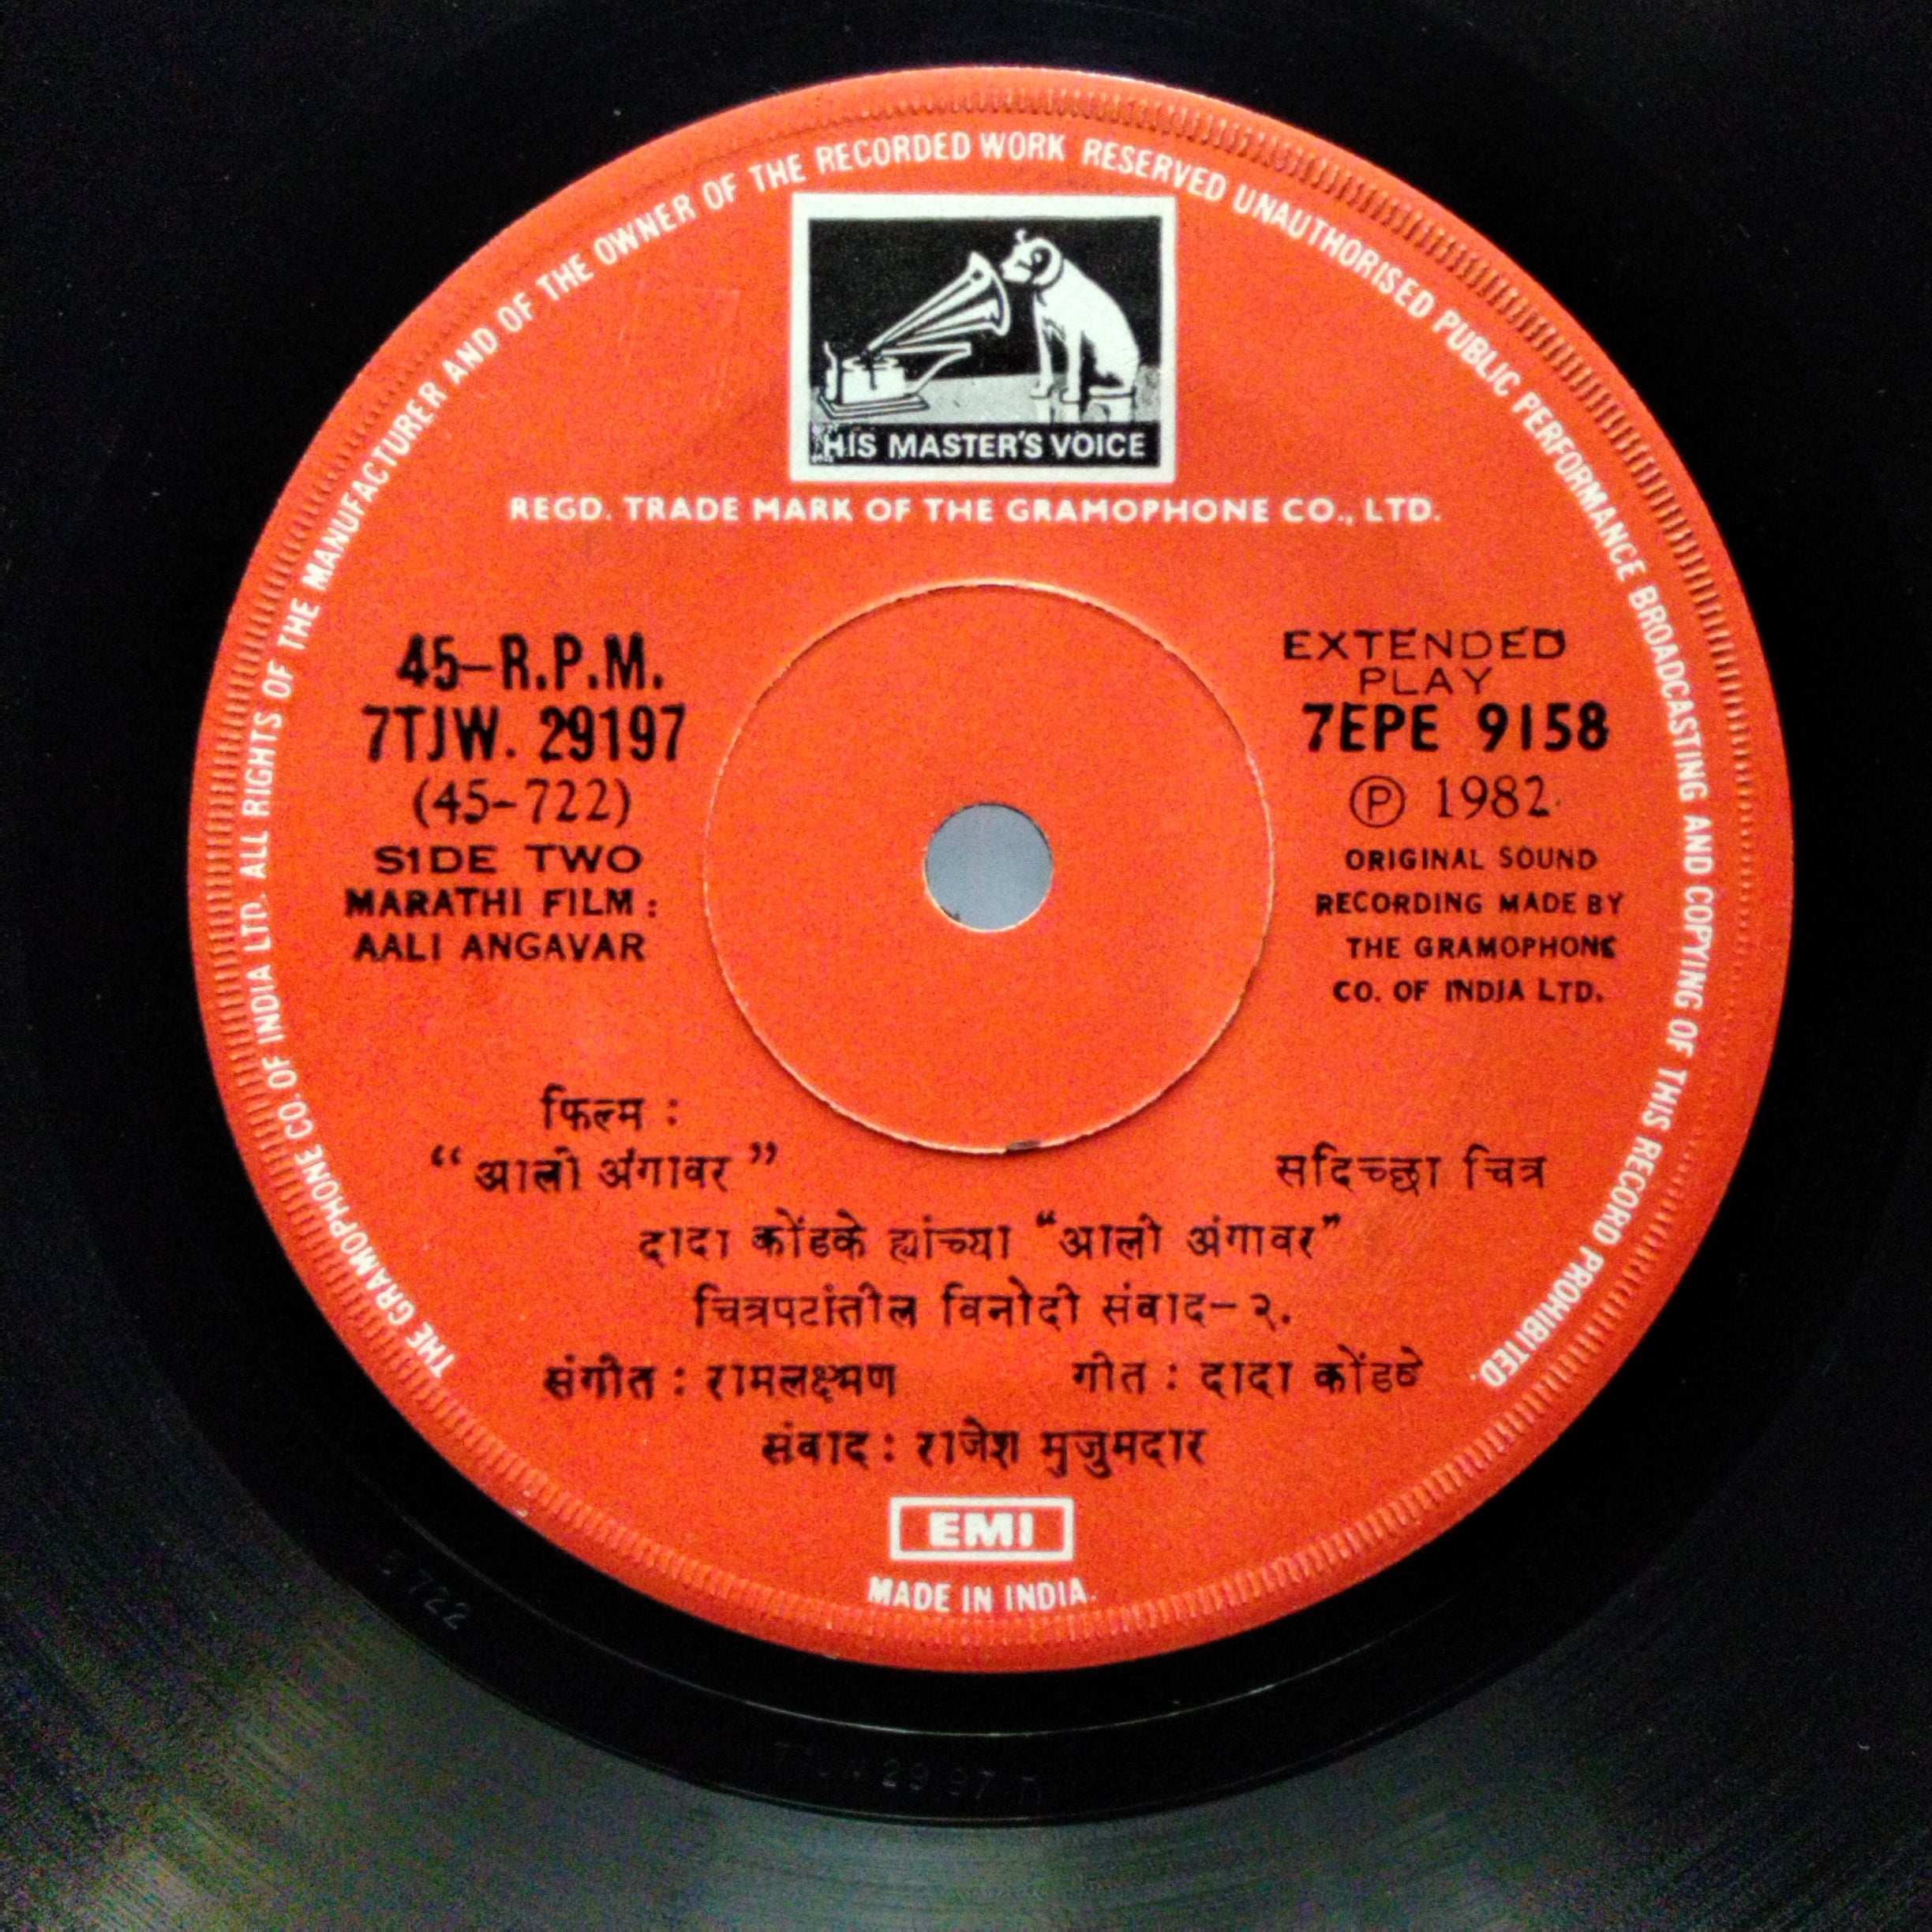 THE GRAMOPHONE CO. OF INDIA LTD. ALL RIGHTS OF THE MANUFACTURER AND OF THE OWNER OF THE RECORDED WORK RESERVED UNAUTHORISED PUBLIC PERFORMANCE BROADCASTING AND COPYING OF THIS RECORD PROHIBITED.
HIS MASTER'S VOICE
REGD. TRADE MARK OF THE GRAMOPHONE CO., LTD.
45-R.P.M.
7TJW. 29197
(45-722)
SIDE TWO
MARATHI FILM :
AALI ANGAVAR
EXTENDED
PLAY
7EPE 9158
Ⓟ 1982
ORIGINAL SOUND
RECORDING MADE BY
THE GRAMOPHONE
CO. OF INDIA LTD.
फिल्म :
“ आली अंगावर ”
सदिच्छा चित्र
दादा कोंडके ह्यांच्या “आली अंगावर”
चित्रपटांतील विनोदी संवाद-२.
संगीत : रामलक्ष्मण गीत : दादा कोंडके
संवाद : राजेश मुजुमदार
EMI
MADE IN INDIA.